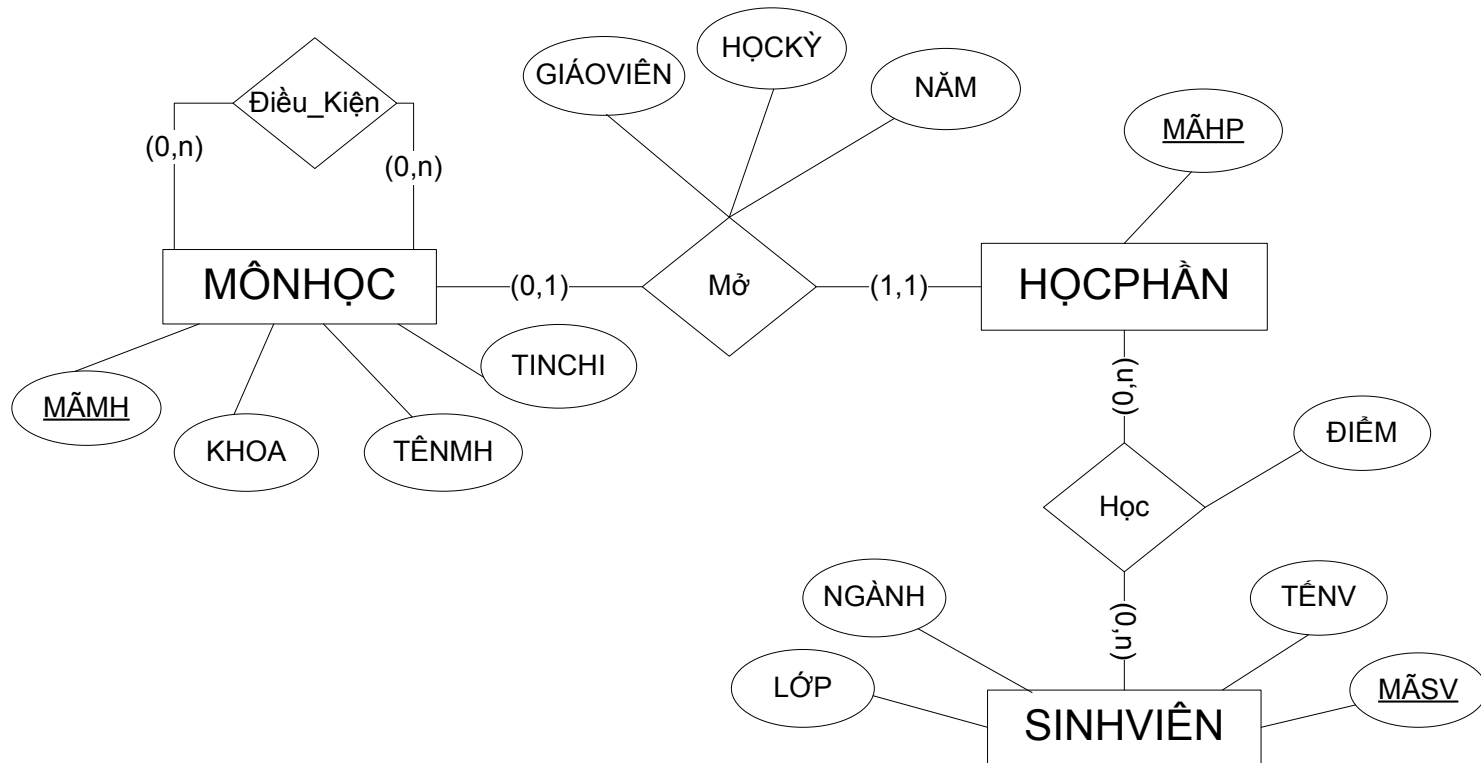 HỌCKỲ
GIÁOVIÊN
NĂM
Điều_Kiện
MÃHP
(0,n)
(0,n)
MÔNHỌC
(0,1)
Mở
(1,1)
HỌCPHẦN
TINCHI
MÃMH
KHOA
TÊNMH
(0,n)
ĐIỂM
Học
NGÀNH
(0,n)
TẾNV
LỚP
MÃSV
SINHVIÊN